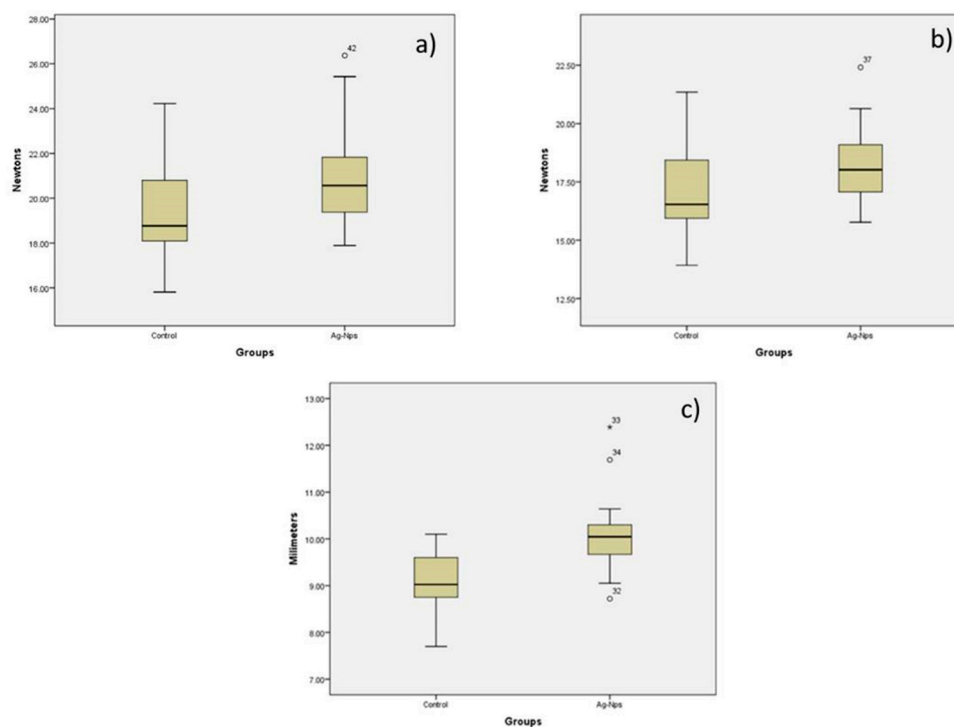 a)
28.00
26.00
24.00
22.00
20.00
18.00
16.00
Newtons
42
Control
Ag-Nps
Groups
b)
22.50
20.00
17.50
15.00
12.50
Newtons
37
Control
Ag-Nps
Groups
c)
13.00
12.00
11.00
10.00
9.00
8.00
7.00
Milimeters
33
34
32
Control
Ag-Nps
Groups